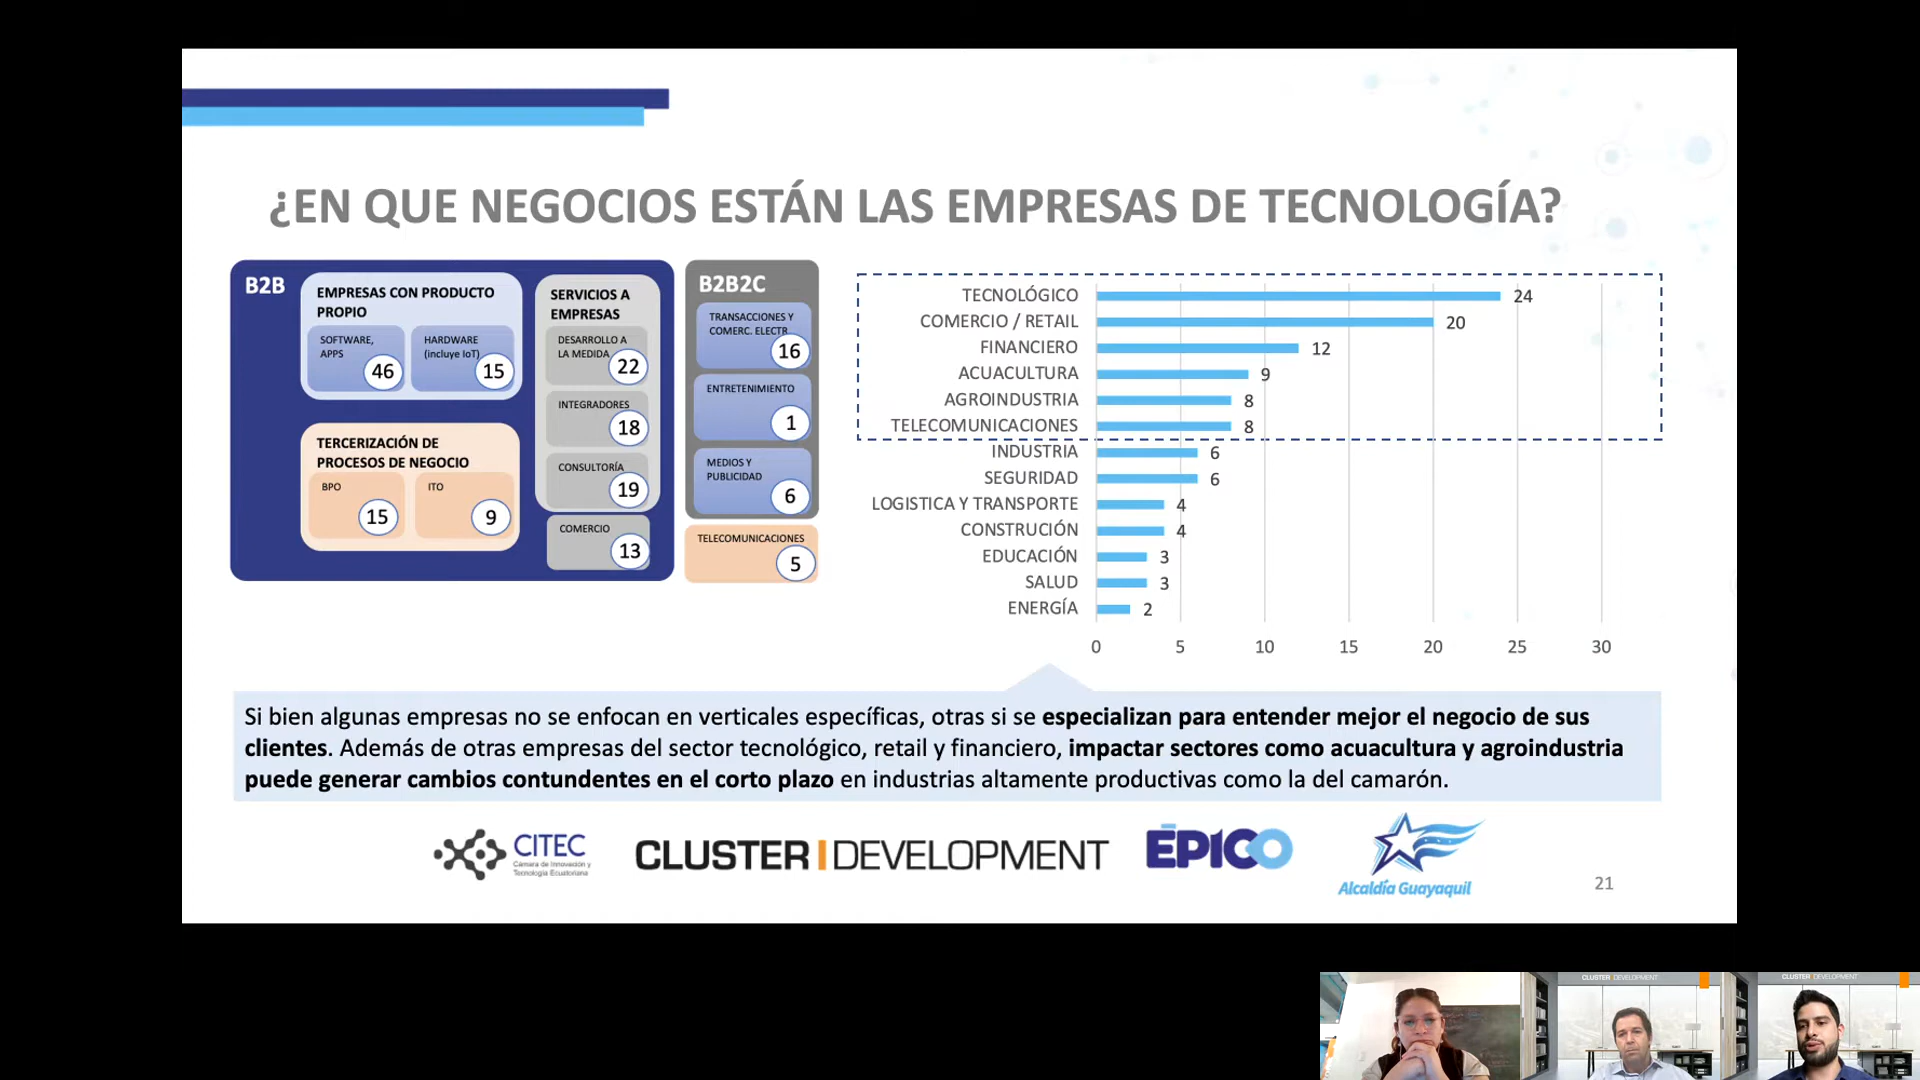 ¿EN QUE NEGOCIOS ESTÁN LAS EMPRESAS DE TECNOLOGÍA?
B2B
EMPRESAS CON PRODUCTO
PROPIO
SOFTWARE,
APPS
46
HARDWARE
(incluye IoT)
15
TERCERIZACIÓN DE
PROCESOS DE NEGOCIO
BPO
15
ITO
9
SERVICIOS A
EMPRESAS
DESARROLLO A
LA MEDIDA
22
INTEGRADORES
18
CONSULTORÍA
19
COMERCIO
13
B2B2C
TRANSACCIONES Y
COMERC. ELECTR
16
ENTRETENIMIENTO
1
MEDIOS Y
PUBLICIDAD
6
TELECOMUNICACIONES
5
TECNOLÓGICO 24
COMERCIO / RETAIL 20
FINANCIERO 12
ACUACULTURA 9
AGROINDUSTRIA 8
TELECOMUNICACIONES 8
INDUSTRIA 6
SEGURIDAD 6
LOGISTICA Y TRANSPORTE 4
CONSTRUCIÓN 4
EDUCACIÓN 3
SALUD 3
ENERGÍA 2
0 5 10 15 20 25 30
Si bien algunas empresas no se enfocan en verticales específicas, otras si se especializan para entender mejor el negocio de sus
clientes. Además de otras empresas del sector tecnológico, retail y financiero, impactar sectores como acuacultura y agroindustria
puede generar cambios contundentes en el corto plazo en industrias altamente productivas como la del camarón.
CITEC
Cámara de Innovación y
Tecnología Ecuatoriana
CLUSTER DEVELOPMENT
ÉPICO
Alcaldía Guayaquil
21
CLUSTER DEVELOPMENT
CLUSTER DEVELOPMENT